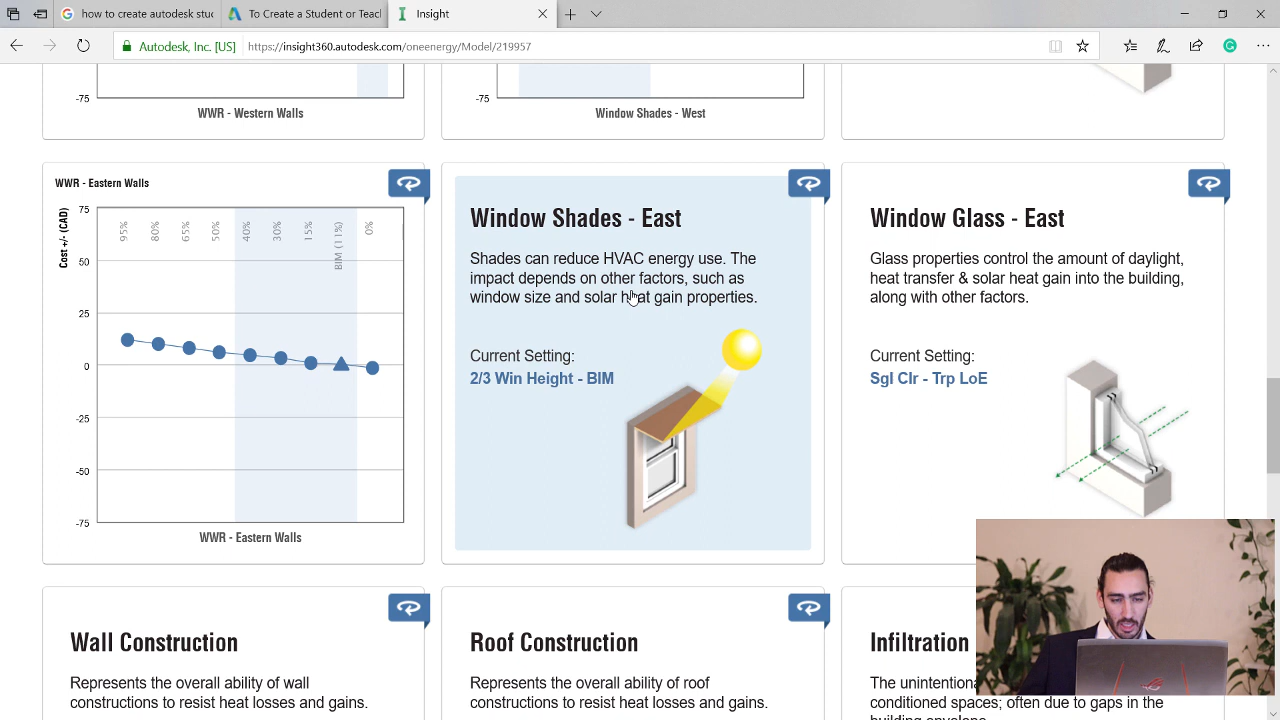 how to use insight to wwr
Autodesk Student or Teac
Insight
Autodesk, Inc. [US]
https://insight360.autodesk.com/oneenergy/Model/219957
-75
WWR - Western Walls
-75
Window Shades - West
WWR - Eastern Walls
Cost +/- (CAD)
75
50
25
0
-25
-50
-75
95%
80%
65%
50%
40%
30%
15%
BIM (11%)
0%
WWR - Eastern Walls
Window Shades - East
Shades can reduce HVAC energy use. The
impact depends on other factors, such as
window size and solar heat gain properties.
Current Setting:
2/3 Win Height - BIM
Window Glass - East
Glass properties control the amount of daylight,
heat transfer & solar heat gain into the building,
along with other factors.
Current Setting:
Sgl Clr - Trp LoE
Wall Construction
Represents the overall ability of wall
constructions to resist heat losses and gains.
Roof Construction
Represents the overall ability of roof
constructions to resist heat losses and gains.
Infiltration
The unintentiona
conditioned spaces; often due to gaps in the
building envelope.